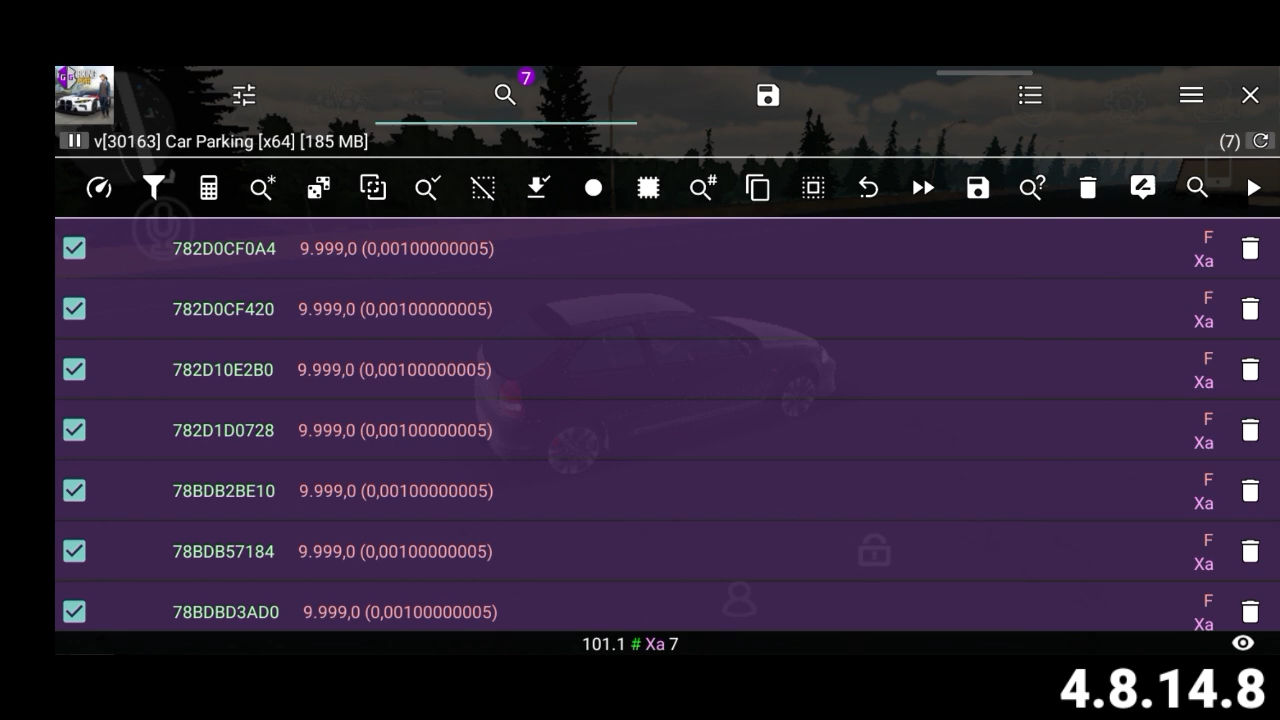 7
v[30163] Car Parking [x64] [185 MB]
(7)
782D0CF0A4 9.999,0 (0,00100000005) F
Xa
782D0CF420 9.999,0 (0,00100000005) F
Xa
782D10E2B0 9.999,0 (0,00100000005) F
Xa
782D1D0728 9.999,0 (0,00100000005) F
Xa
78BDB2BE10 9.999,0 (0,00100000005) F
Xa
78BDB57184 9.999,0 (0,00100000005) F
Xa
78BDBD3AD0 9.999,0 (0,00100000005) F
Xa
101.1 # Xa 7
4.8.14.8